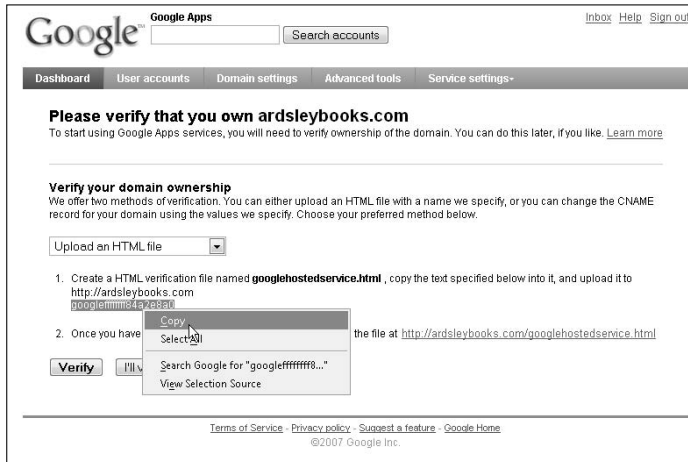 Google™
Google Apps
Search accounts
Inbox Help Sign out
Dashboard User accounts Domain settings Advanced tools Service settings
Please verify that you own ardsleybooks.com
To start using Google Apps services, you will need to verify ownership of the domain. You can do this later, if you like. Learn more
Verify your domain ownership
We offer two methods of verification. You can either upload an HTML file with a name we specify, or you can change the CNAME
record for your domain using the values we specify. Choose your preferred method below.
Upload an HTML file
1. Create a HTML verification file named googlehostedservice.html , copy the text specified below into it, and upload it to
http://ardsleybooks.com
googleffffffff84a2e8a0
2. Once you have the file at http://ardsleybooks.com/googlehostedservice.html
Copy
Select All
Search Google for "googleffffffff8..."
View Selection Source
Verify I'll v
Terms of Service - Privacy policy - Suggest a feature - Google Home
©2007 Google Inc.